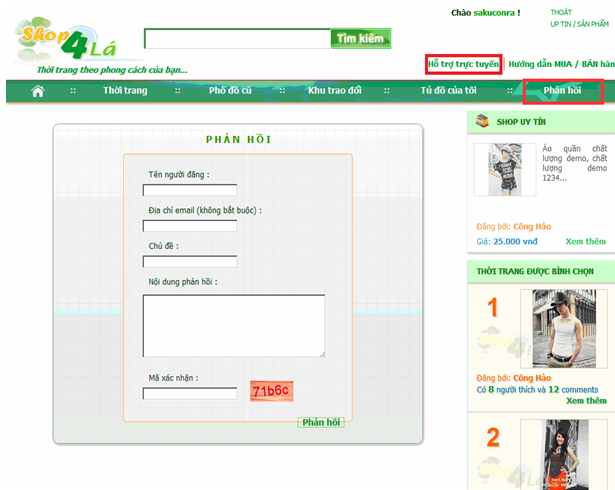 Chào sakuconra !
THOÁT
UP TIN / SẢN PHẨM
Shop 4 Lá
Thời trang theo phong cách của bạn...
Tìm kiếm
Hỗ trợ trực tuyến | Hướng dẫn MUA / BÁN hàn
Thời trang :: Phố đồ cũ :: Khu trao đổi :: Tủ đồ của tôi :: Phản hồi
PHẢN HỒI
Tên người đăng :
Địa chỉ email (không bắt buộc) :
Chủ đề :
Nội dung phản hồi :
Mã xác nhận :
71b6c
Phản hồi
SHOP UY TÍN
Áo quần chất
lượng demo, chất
lượng demo
1234...
Đăng bởi: Công Hảo
Giá: 25.000 vnđ Xem thêm
THỜI TRANG ĐƯỢC BÌNH CHỌN
1
Đăng bởi: Công Hảo
Có 8 người thích và 12 comments
Xem thêm
2